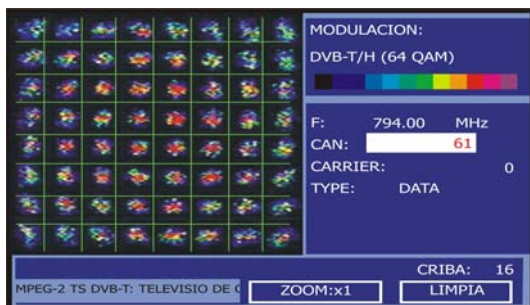 MODULACION:
DVB-T/H (64 QAM)
F: 794.00 MHz
CAN: 61
CARRIER: 0
TYPE: DATA
CRIBA: 16
MPEG-2 TS DVB-T: TELEVISIO DE
ZOOM:x1
LIMPIA